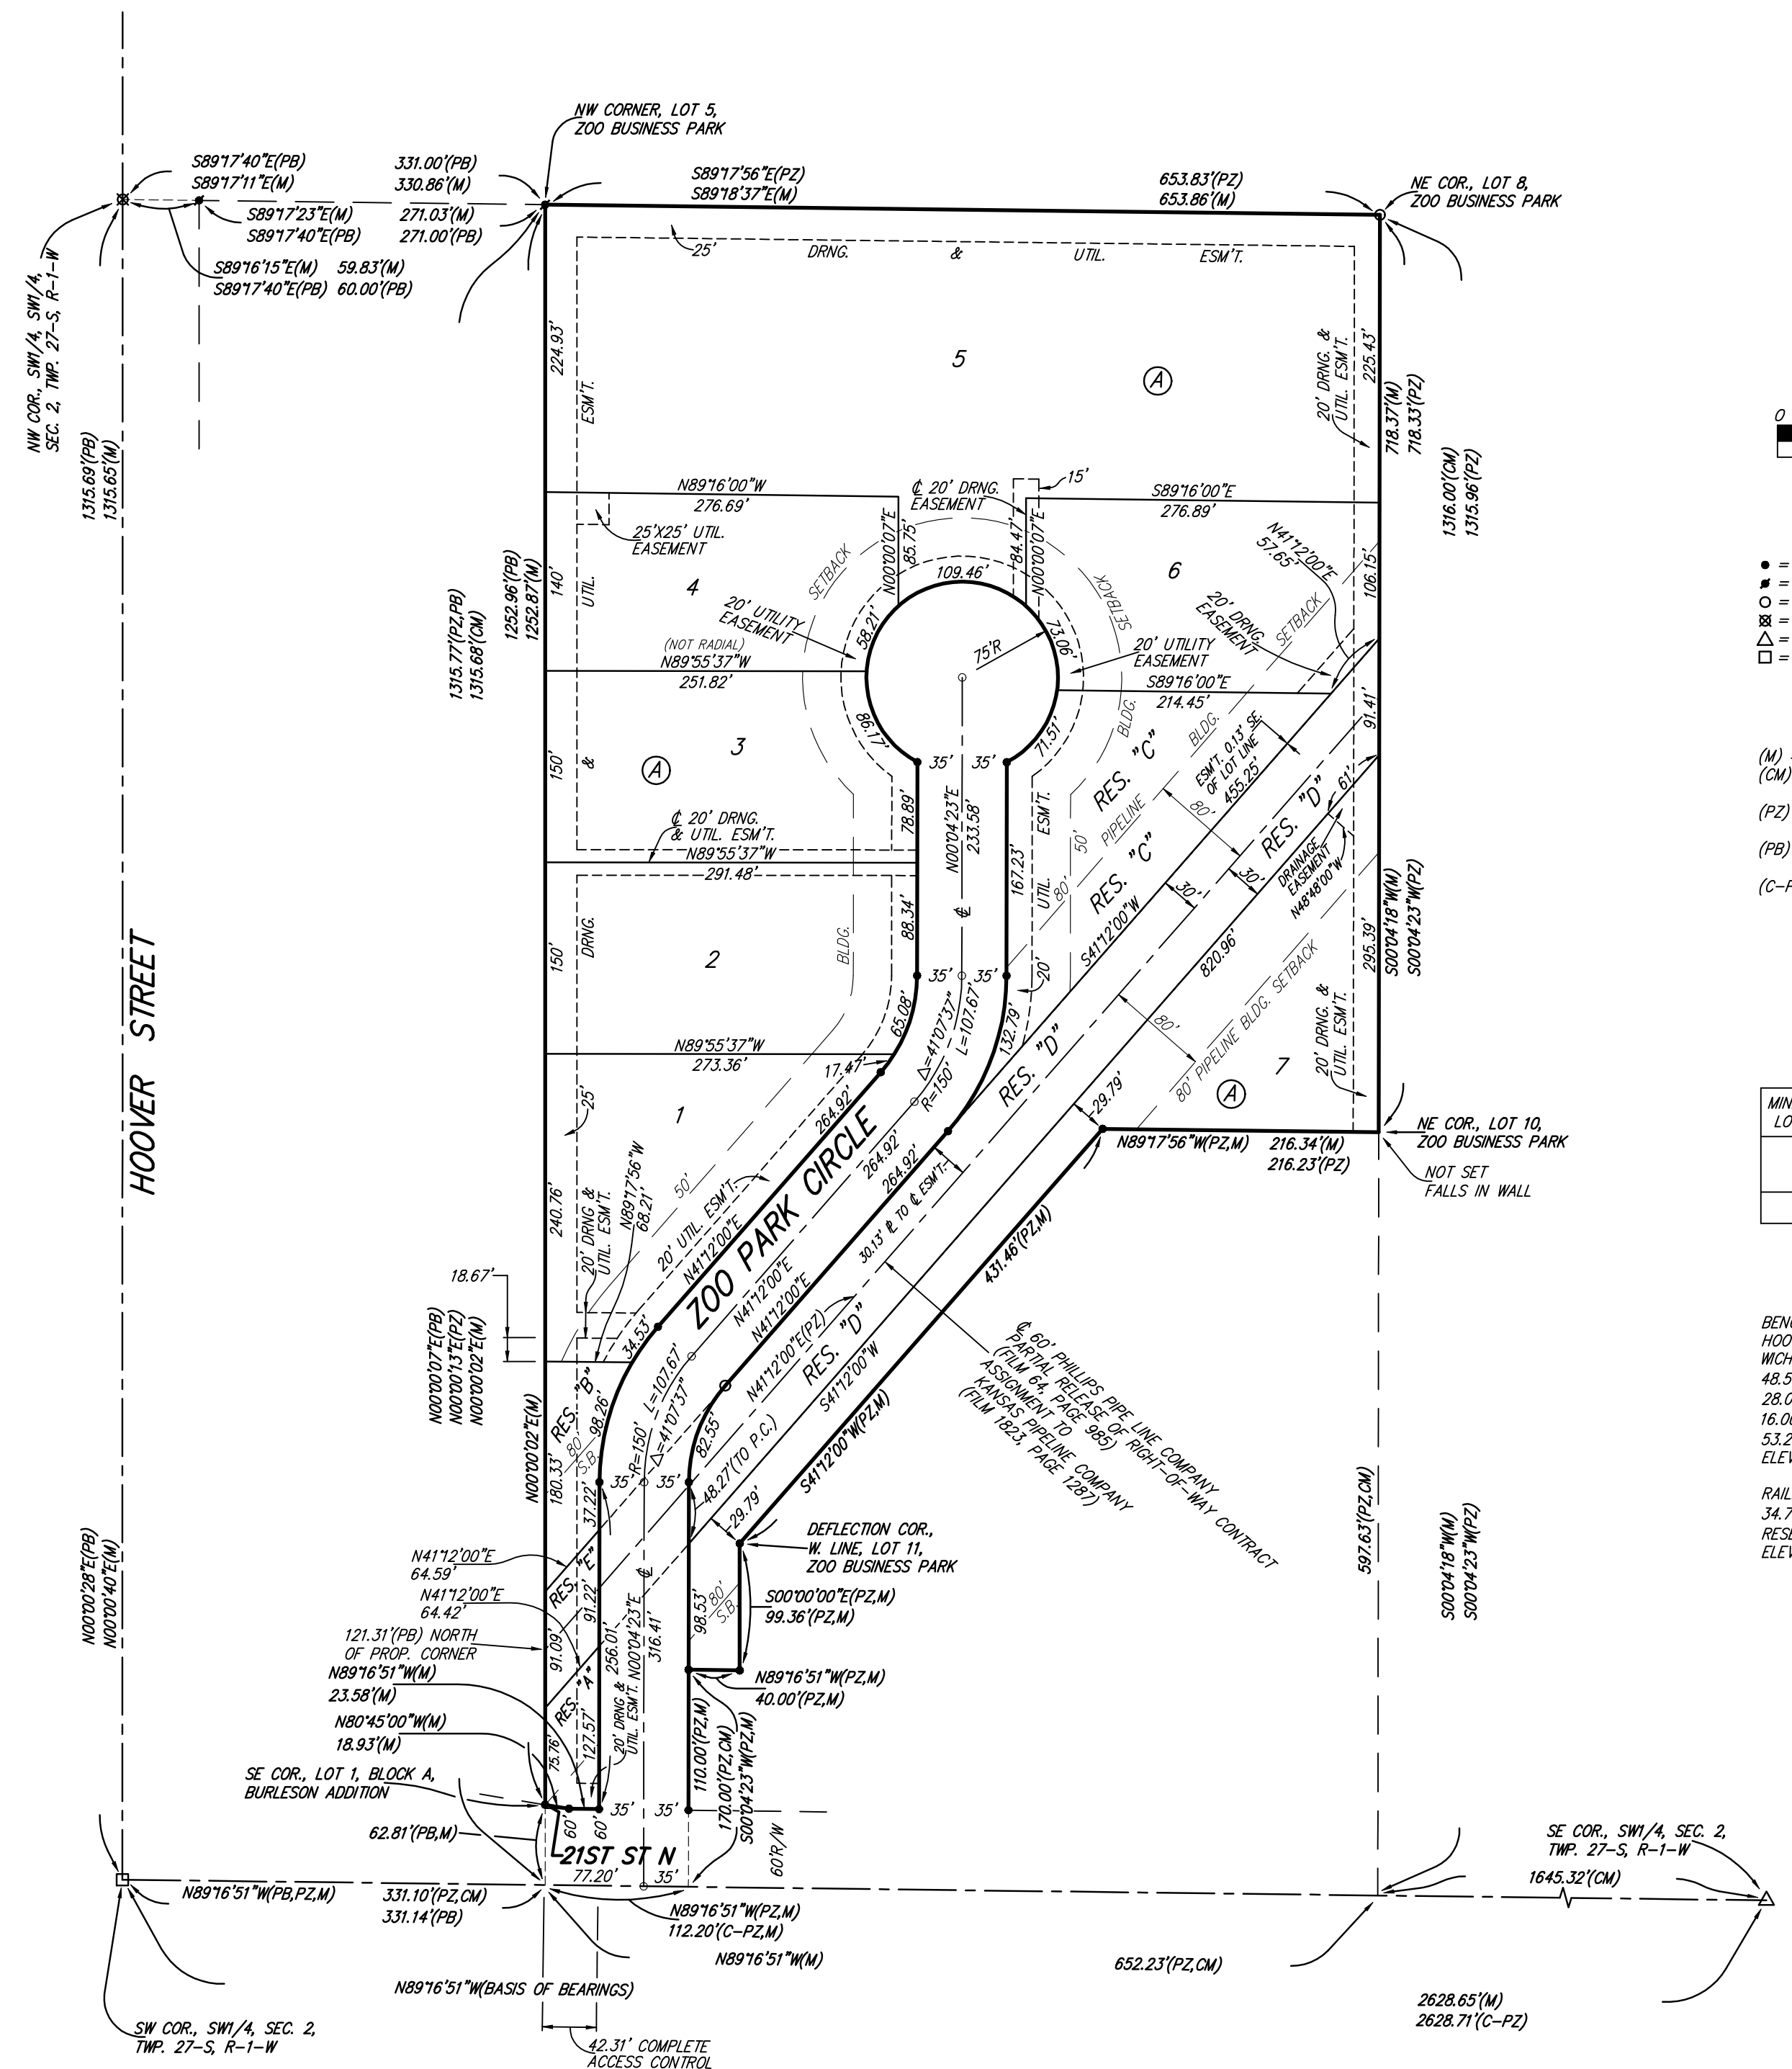 NW CORNER, LOT 5,
ZOO BUSINESS PARK
S89°17'40"E(PB)
S89°17'11"E(M)
331.00'(PB)
330.86'(M)
S89°17'23"E(M)
S89°17'40"E(PB)
271.03'(M)
271.00'(PB)
S89°16'15"E(M) 59.83'(M)
S89°17'40"E(PB) 60.00'(PB)
S89°17'56"E(PZ)
S89°18'37"E(M)
653.83'(PZ)
653.86'(M)
NE COR., LOT 8,
ZOO BUSINESS PARK
NW COR., SW1/4, SW1/4,
SEC. 2, TWP. 27-S, R-1-W
1315.69'(PB)
1315.65'(M)
25' DRNG. & UTIL. ESM'T.
224.93'
ESM'T.
5
A
20' DRNG. &
UTIL. ESM'T.
225.43'
718.37'(M)
718.33'(PZ)
1316.00'(CM)
1315.96'(PZ)
N89°16'00"W
276.69'
25'X25' UTIL.
EASEMENT
℄ 20' DRNG.
EASEMENT
15'
S89°16'00"E
276.89'
N00°00'07"E
85.75'
84.47'
N00°00'07"E
N41°12'00"E
57.65'
106.15'
1315.77'(PZ,PB)
1315.68'(CM)
1252.96'(PB)
1252.87'(M)
140'
UTIL.
4
SETBACK
109.46'
SETBACK
6
20' DRNG.
EASEMENT
SETBACK
20' UTILITY
EASEMENT
58.21'
73.06'
75'R
20' UTILITY
EASEMENT
(NOT RADIAL)
N89°55'37"W
251.82'
S89°16'00"E
214.45'
91.41'
86.17'
71.51'
BLDG.
150'
&
3
A
35' 35'
RES. "C"
BLDG.
ESM'T. 0.13' SE.
OF LOT LINE
455.25'
80'
RES. "D"
61'
78.89'
N00°04'23"E
233.58'
167.23'
ESM'T.
UTIL.
50'
PIPELINE
80'
RES. "C"
℄ 20' DRNG.
& UTIL. ESM'T.
N89°55'37"W
291.48'
℄
30'
30'
DRAINAGE
EASEMENT
N48°48'00"W
S41°12'00"W
S00°04'18"W(M)
S00°04'23"W(PZ)
295.39'
150'
DRNG.
2
BLDG.
88.34'
35' 35'
20'
820.96'
80'
80' PIPELINE BLDG. SETBACK
HOOVER STREET
65.08'
△=41°07'37"
L=107.67'
R=150'
132.79'
RES. "D"
N89°55'37"W
273.36'
17.47'
7
A
20' DRNG. &
UTIL. ESM'T.
25'
1
264.92'
264.92'
264.92'
29.79'
N89°17'56"W(PZ,M)
216.34'(M)
216.23'(PZ)
NE COR., LOT 10,
ZOO BUSINESS PARK
NOT SET
FALLS IN WALL
240.76'
20' DRNG &
UTIL. ESM'T.
N89°17'56"W
68.21'
50'
20' UTIL. ESM'T.
N41°12'00"E
ZOO PARK CIRCLE
N41°12'00"E
N41°12'00"E
30.13' ℄ TO ℄ ESM'T.
431.46'(PZ,M)
18.67'
N00°00'07"E(PB)
N00°00'13"E(PZ)
N00°00'02"E(M)
34.53'
N41°12'00"E(PZ)
RES. "D"
S41°12'00"W
℄ 60' PHILLIPS PIPE LINE COMPANY
PARTIAL RELEASE OF RIGHT-OF-WAY CONTRACT
(FILM 64, PAGE 985)
ASSIGNMENT TO
KANSAS PIPELINE COMPANY
(FILM 1823, PAGE 1287)
RES. "B"
98.26'
80'
S.B.
L=107.67'
R=150'
△=41°07'37"
82.55'
N00°00'02"E(M)
180.33'
37.22'
35' 35'
48.27'(TO P.C.)
29.79'
S41°12'00"W(PZ,M)
DEFLECTION COR.,
W. LINE, LOT 11,
ZOO BUSINESS PARK
N41°12'00"E
64.59'
N41°12'00"E
64.42'
RES. "E"
91.22'
91.09'
℄
98.53'
80'
S.B.
S00°00'00"E(PZ,M)
99.36'(PZ,M)
597.63'(PZ,CM)
S00°04'18"W(M)
S00°04'23"W(PZ)
N00°00'28"E(PB)
N00°00'40"E(M)
121.31'(PB) NORTH
OF PROP. CORNER
N89°16'51"W(M)
23.58'(M)
N80°45'00"W(M)
18.93'(M)
RES. "A"
75.76'
127.57'
20' DRNG &
UTIL. ESM'T.
256.01'
N00°04'23"E
316.41'
N89°16'51"W(PZ,M)
40.00'(PZ,M)
110.00'(PZ,M)
170.00'(PZ,CM)
S00°04'23"W(PZ,M)
SE COR., LOT 1, BLOCK A,
BURLESON ADDITION
62.81'(PB,M)
60' 60'
35' 35'
21ST ST N
77.20' 35'
60'R/W
N89°16'51"W(PB,PZ,M)
331.10'(PZ,CM)
331.14'(PB)
N89°16'51"W(PZ,M)
112.20'(C-PZ,M)
N89°16'51"W(M)
652.23'(PZ,CM)
SE COR., SW1/4, SEC. 2,
TWP. 27-S, R-1-W
1645.32'(CM)
N89°16'51"W(BASIS OF BEARINGS)
2628.65'(M)
2628.71'(C-PZ)
SW COR., SW1/4, SEC. 2,
TWP. 27-S, R-1-W
42.31' COMPLETE
ACCESS CONTROL
0
=
=
=
=
=
=
(M)
(CM)
(PZ)
(PB)
(C-P
MIN
LO
BEN
HOO
WICH
48.5
28.0
16.00
53.2
ELE
RAIL
34.7
RESE
ELE